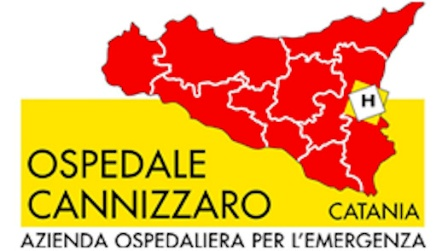 H
OSPEDALE
CANNIZZARO
CATANIA
AZIENDA OSPEDALIERA PER L'EMERGENZA